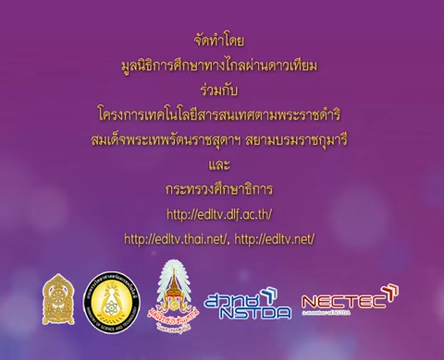 จัดทำโดย
มูลนิธิการศึกษาทางไกลผ่านดาวเทียม
ร่วมกับ
โครงการเทคโนโลยีสารสนเทศตามพระราชดำริ
สมเด็จพระเทพรัตนราชสุดาฯ สยามบรมราชกุมารี
และ
กระทรวงศึกษาธิการ
http://edltv.dlf.ac.th/
http://edltv.thai.net/, http://edltv.net/
สวทช
NSTDA
NECTEC
a member of NSTDA